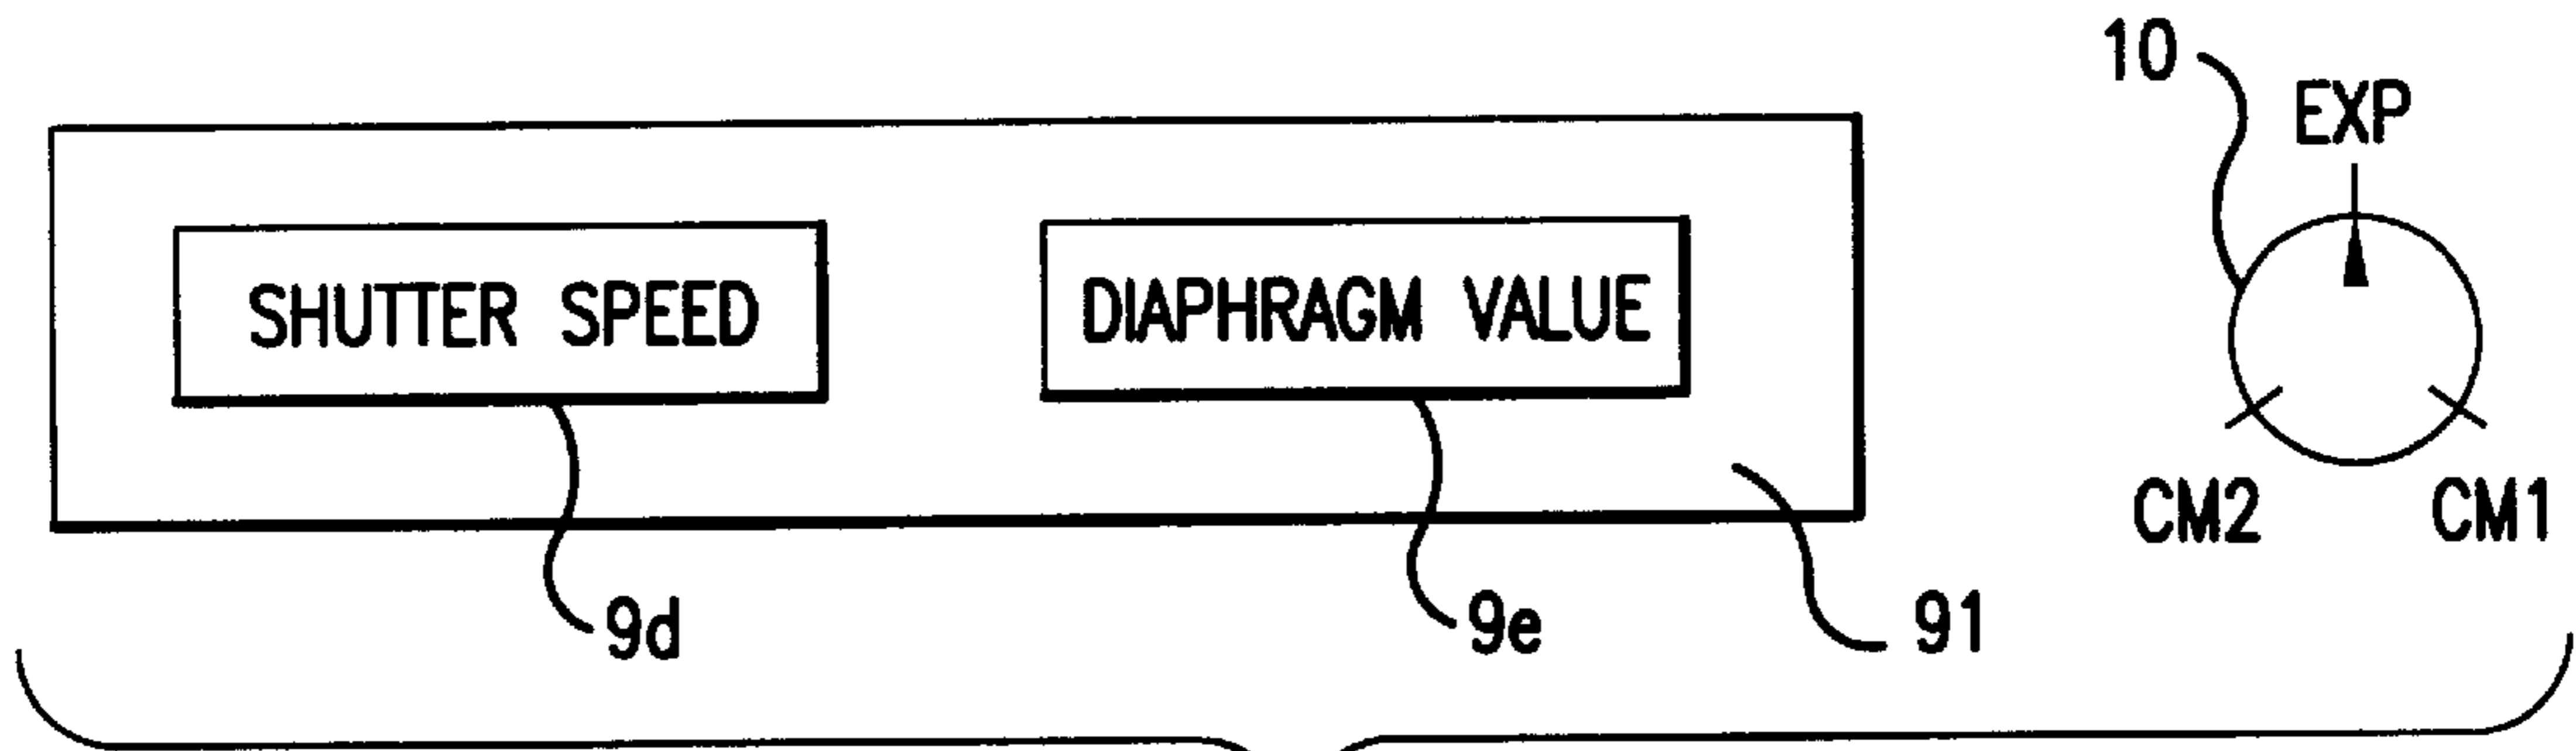 10
EXP
SHUTTER SPEED
DIAPHRAGM VALUE
CM2
CM1
9d
9e
91